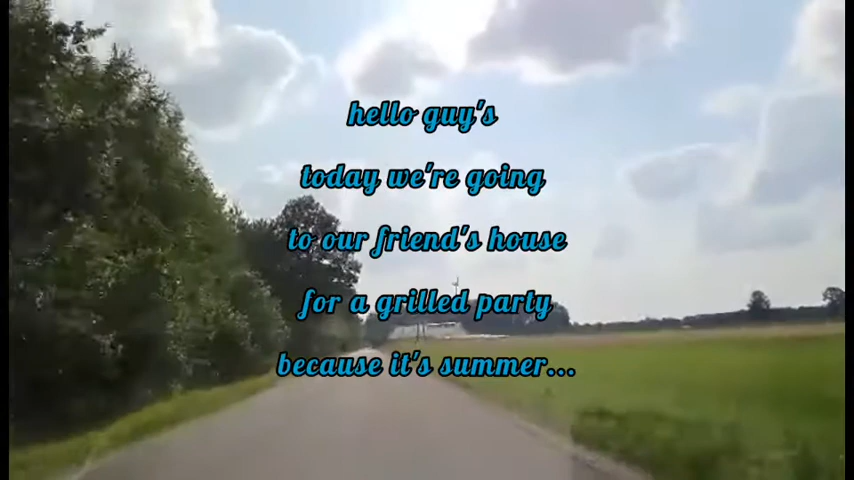 hello guy's
today we're going
to our friend's house
for a grilled party
because it's summer...